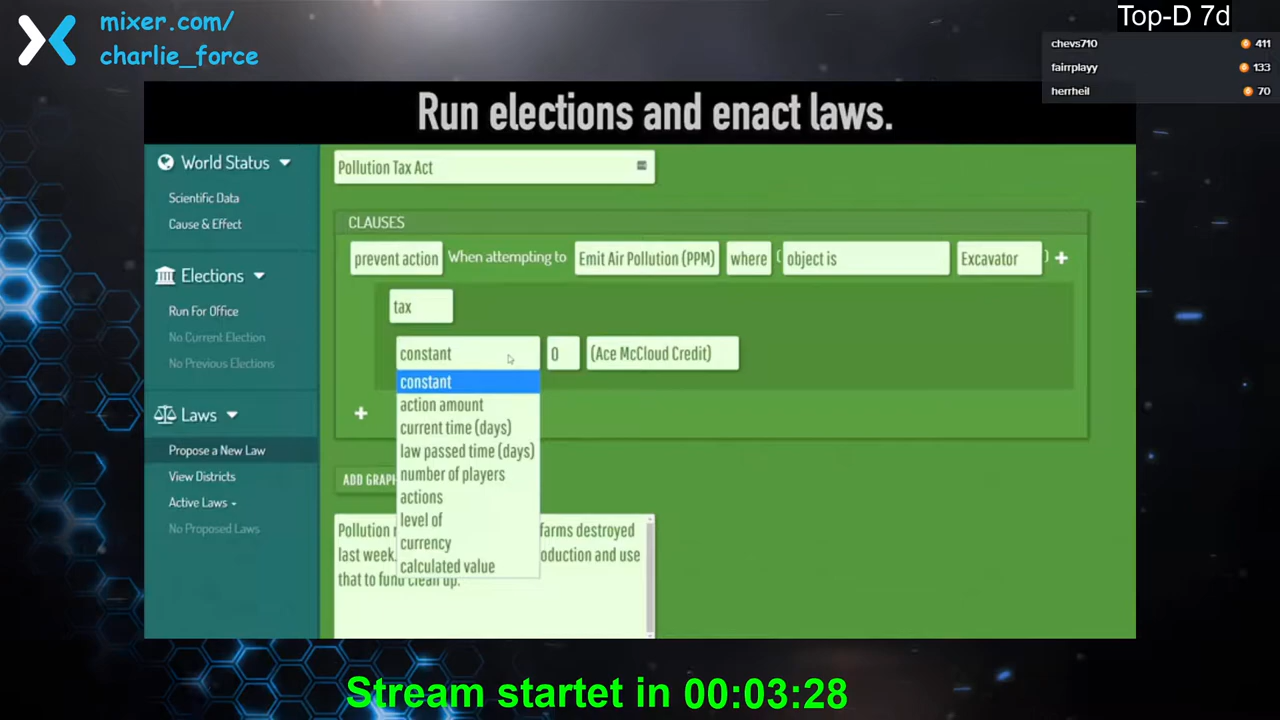 mixer.com/
charlie_force
Top-D 7d
chevs710 411
fairrplayy 133
herrheil 70
Run elections and enact laws.
World Status
Scientific Data
Cause & Effect
Elections
Run For Office
No Current Election
No Previous Elections
Laws
Propose a New Law
View Districts
Active Laws
No Proposed Laws
Pollution Tax Act
CLAUSES
prevent action When attempting to Emit Air Pollution (PPM) where ( object is Excavator ) +
tax
constant 0 (Ace McCloud Credit)
constant
action amount
current time (days)
law passed time (days)
number of players
actions
level of
currency
calculated value
+
ADD GRAPH
Pollution farms destroyed
last week. oduction and use
that to fund clean up.
Stream startet in 00:03:28